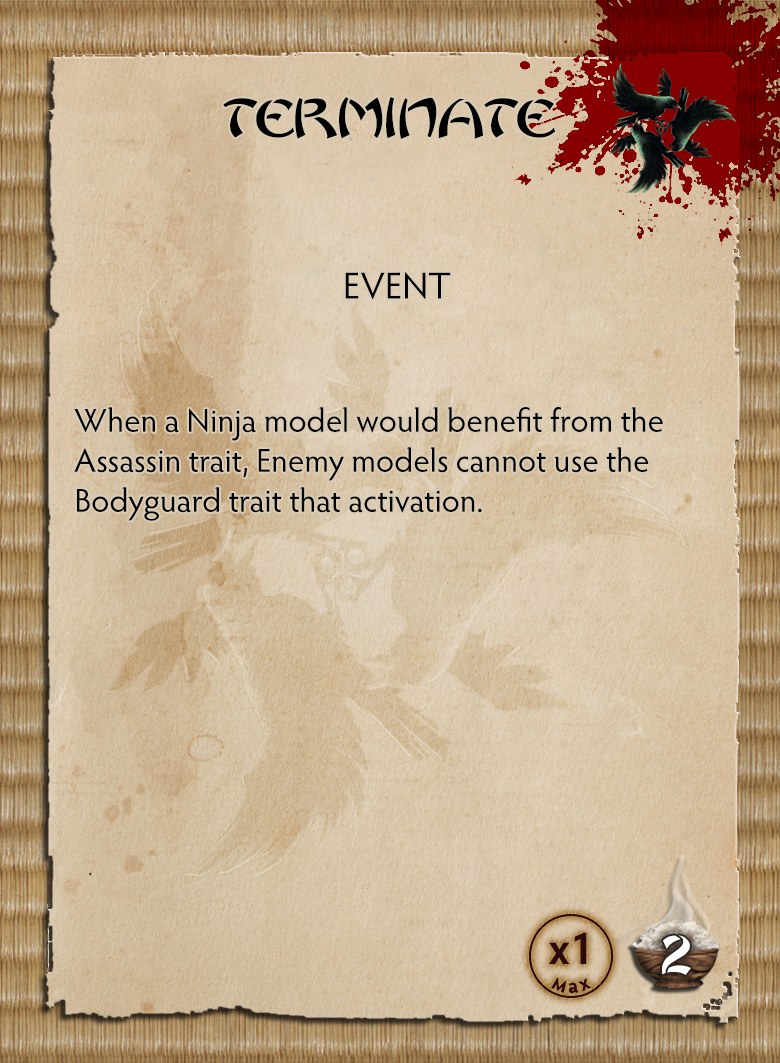 TERMINATE
EVENT
When a Ninja model would benefit from the
Assassin trait, Enemy models cannot use the
Bodyguard trait that activation.
x1
Max
2